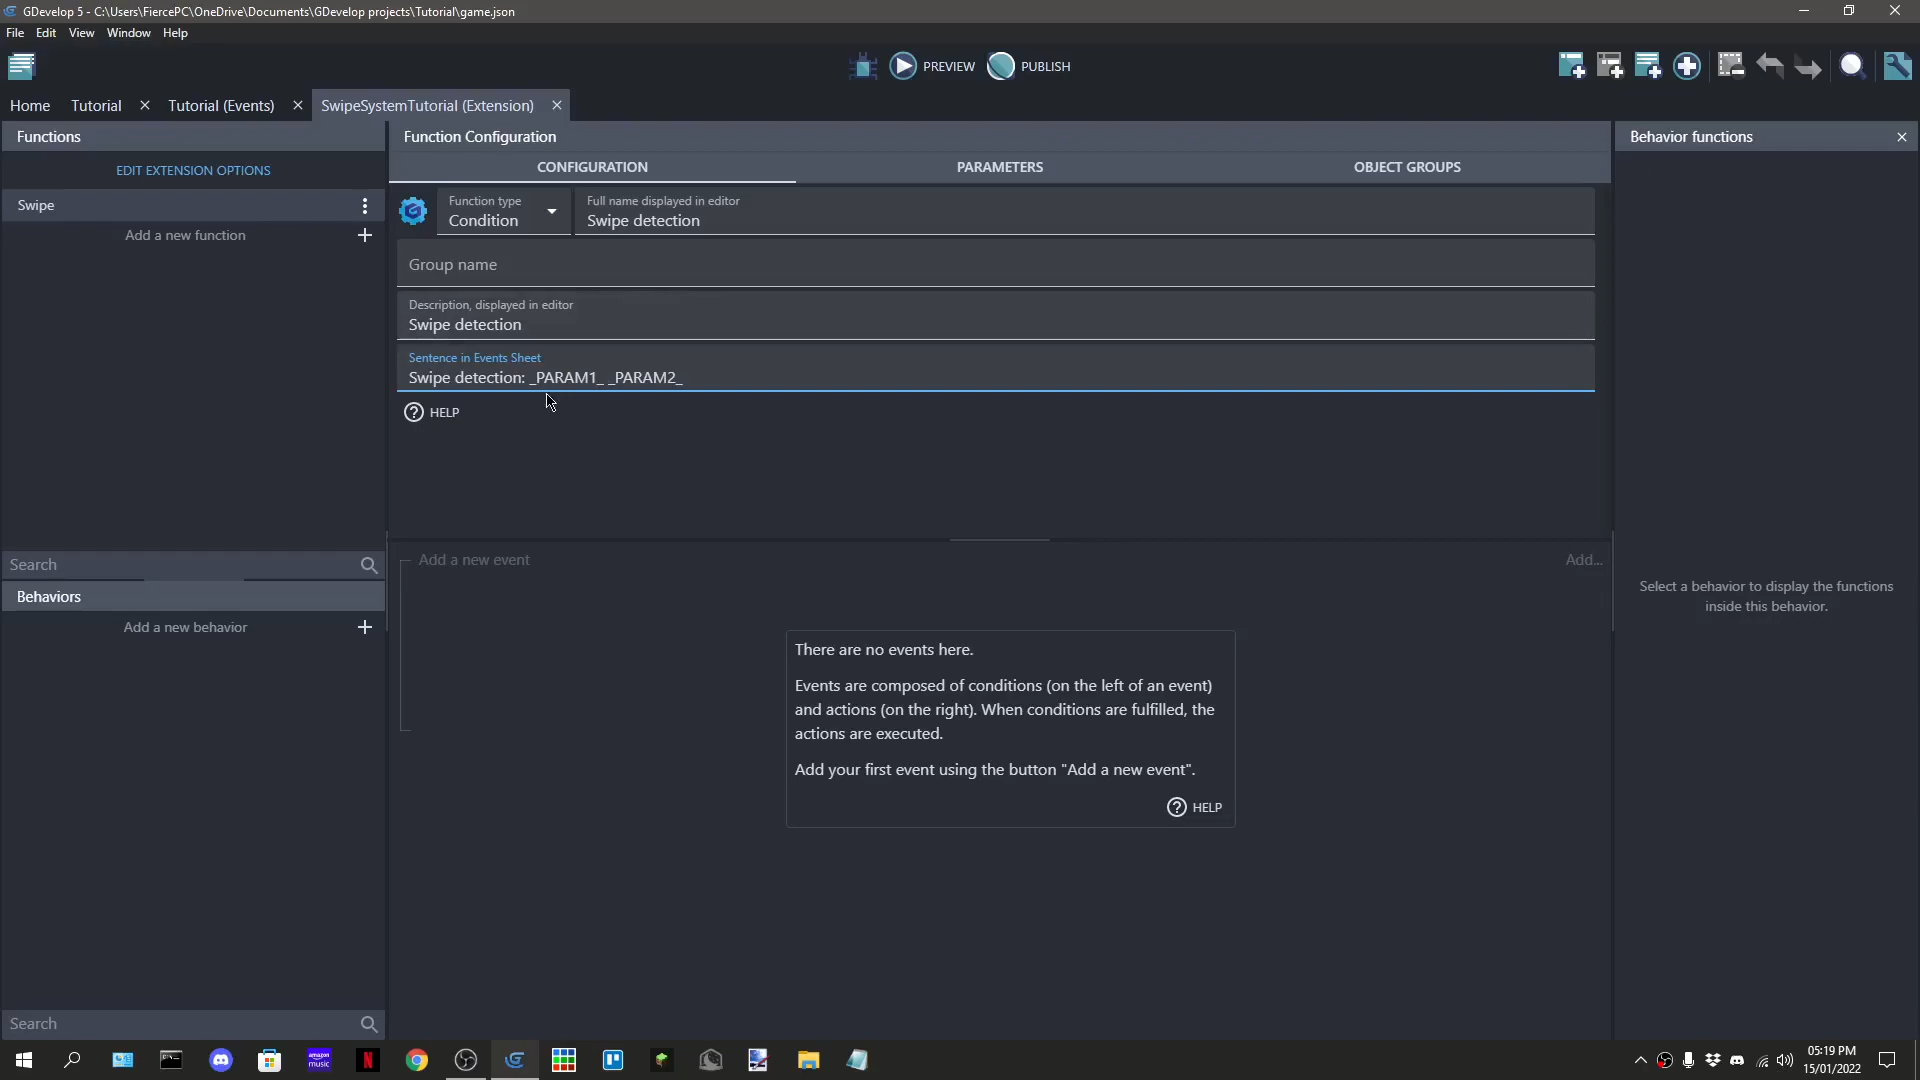 GDevelop 5 - C:\Users\FiercePC\OneDrive\Documents\GDevelop projects\Tutorial\game.json
File Edit View Window Help
PREVIEW PUBLISH
Home Tutorial Tutorial (Events) SwipeSystemTutorial (Extension)
Functions
EDIT EXTENSION OPTIONS
Swipe
Add a new function
Search
Behaviors
Add a new behavior
Search
Function Configuration
CONFIGURATION PARAMETERS OBJECT GROUPS
Function type
Condition
Full name displayed in editor
Swipe detection
Group name
Description, displayed in editor
Swipe detection
Sentence in Events Sheet
Swipe detection: _PARAM1_ _PARAM2_
HELP
Add a new event
Add...
There are no events here.
Events are composed of conditions (on the left of an event)
and actions (on the right). When conditions are fulfilled, the
actions are executed.
Add your first event using the button "Add a new event".
HELP
Behavior functions
Select a behavior to display the functions
inside this behavior.
amazon
music
N
05:19 PM
15/01/2022